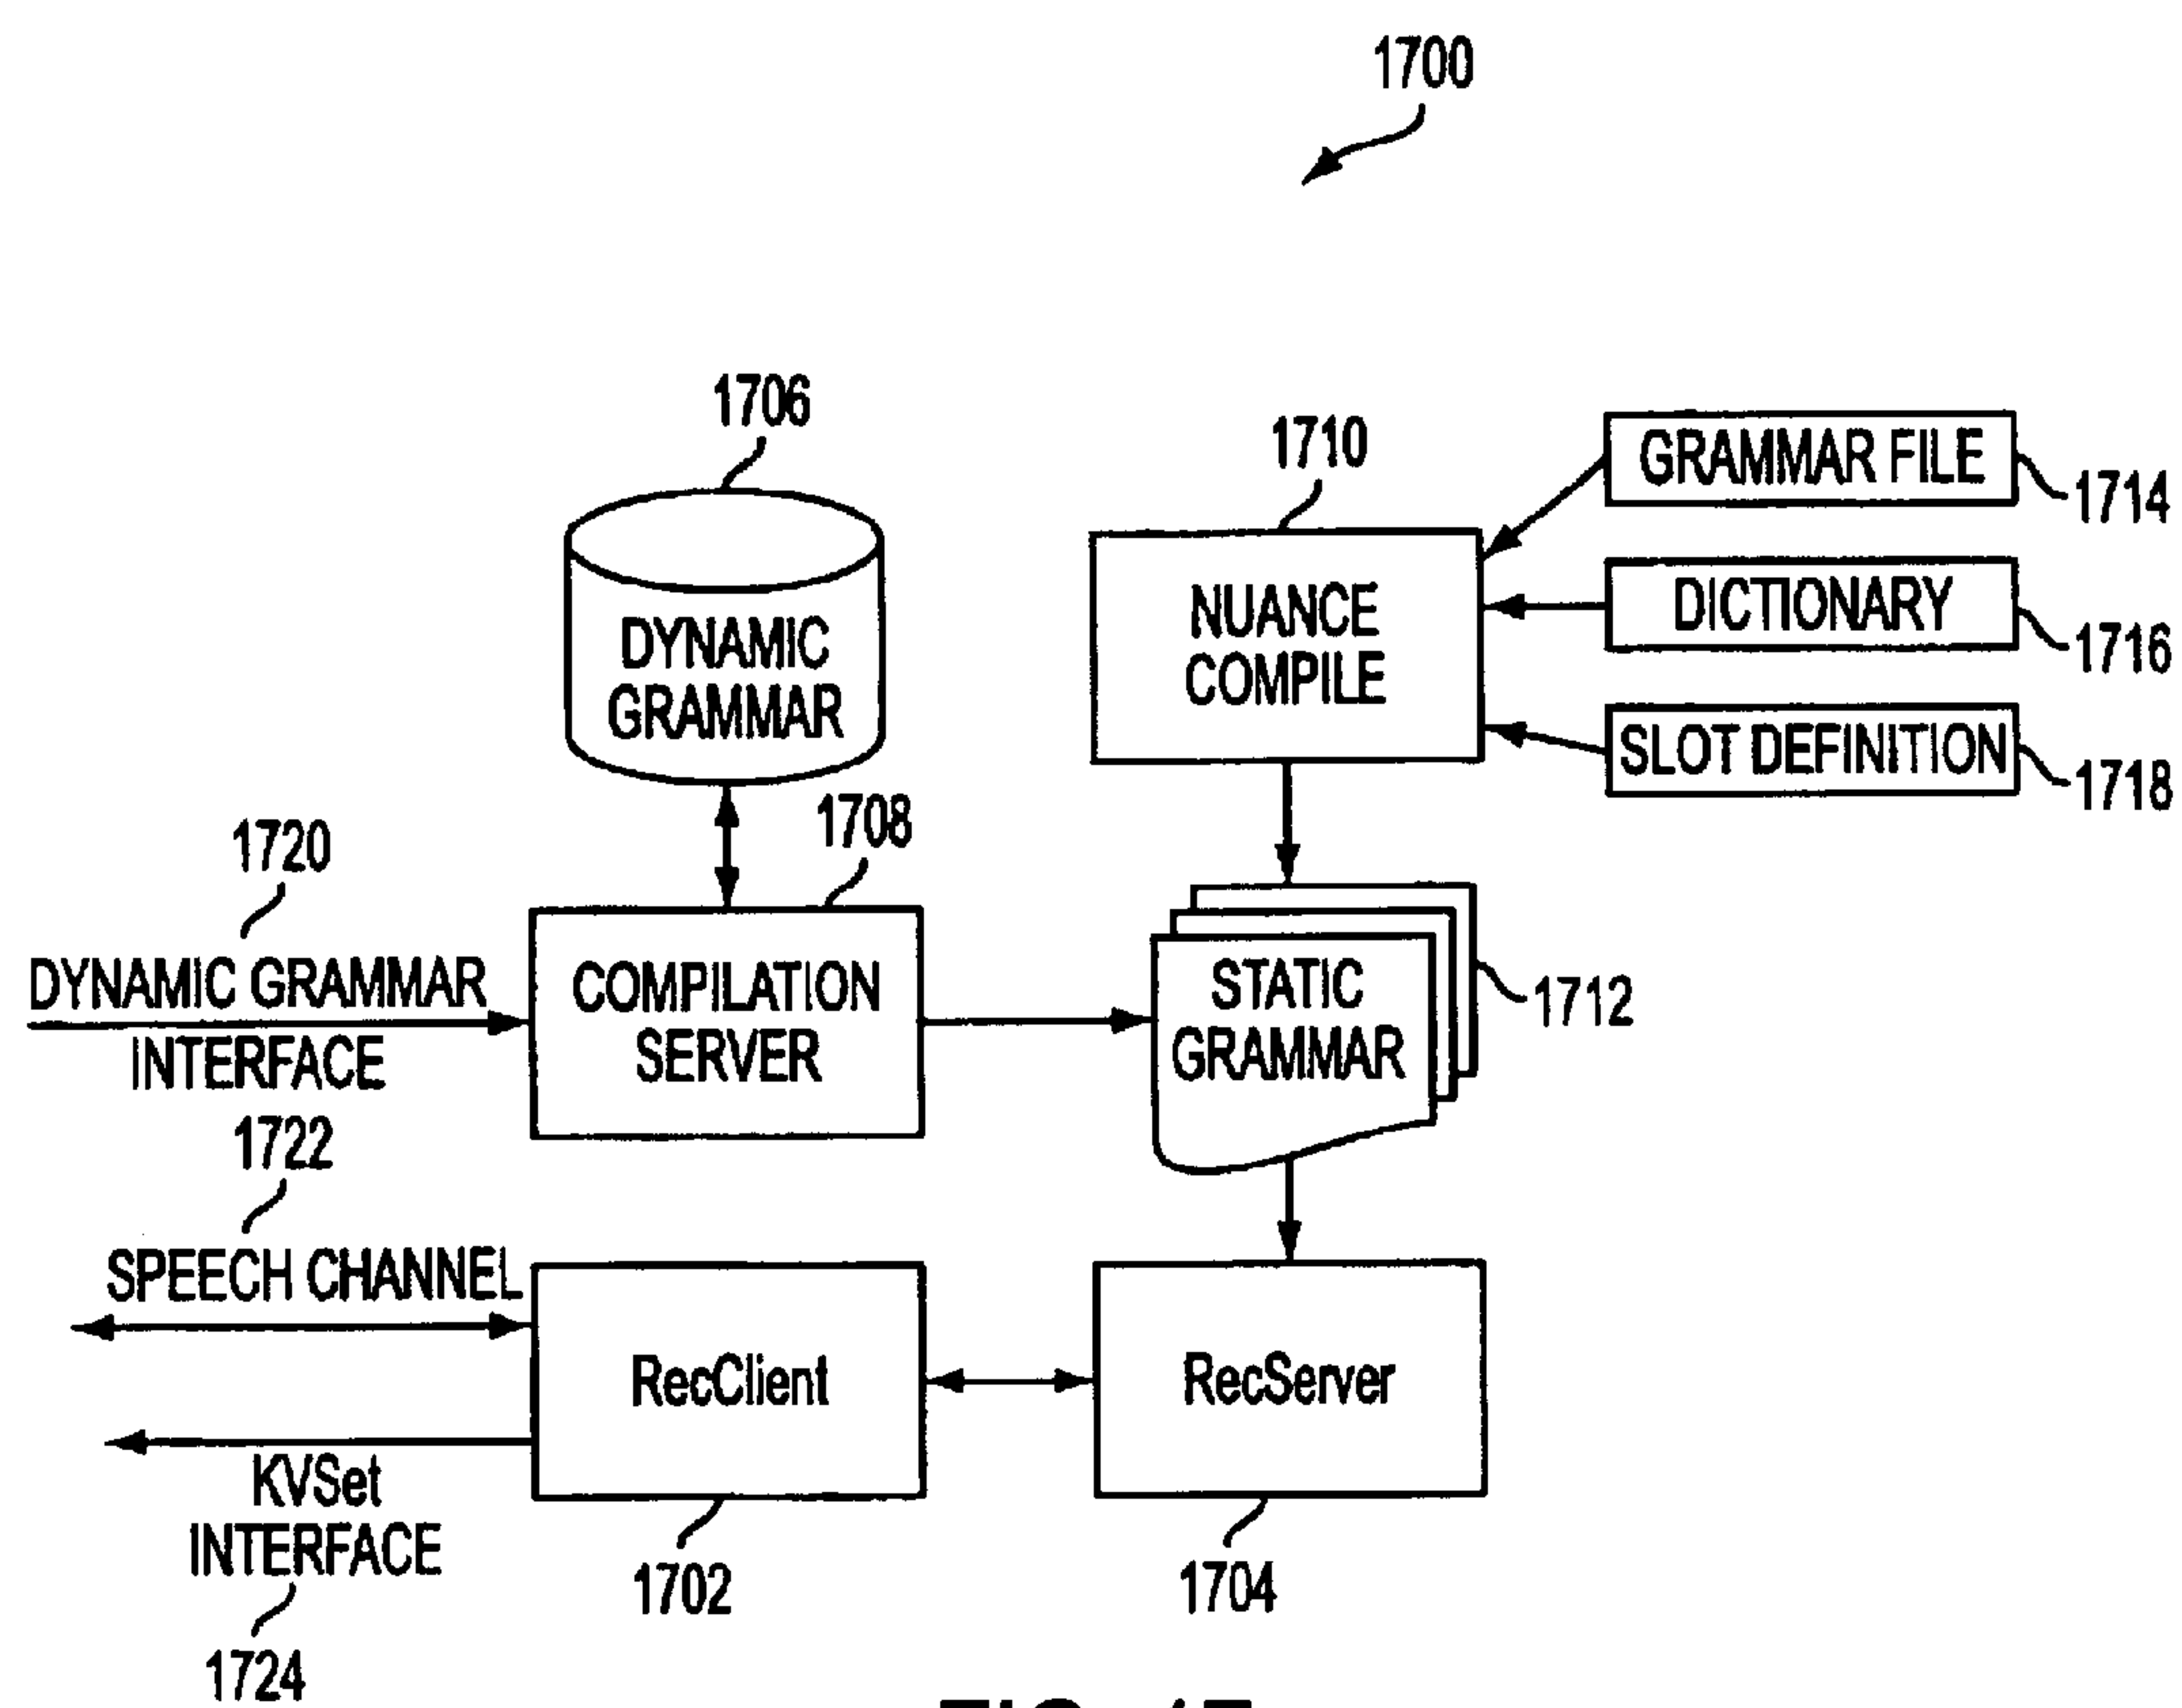 1700
1706
1710
GRAMMAR FILE
1714
DYNAMIC
GRAMMAR
NUANCE
COMPILE
DICTIONARY
1716
SLOT DEFINITION
1718
1708
1720
DYNAMIC GRAMMAR
INTERFACE
COMPILATION
SERVER
STATIC
GRAMMAR
1712
1722
SPEECH CHANNEL
RecClient
RecServer
KVSet
INTERFACE
1702
1704
1724